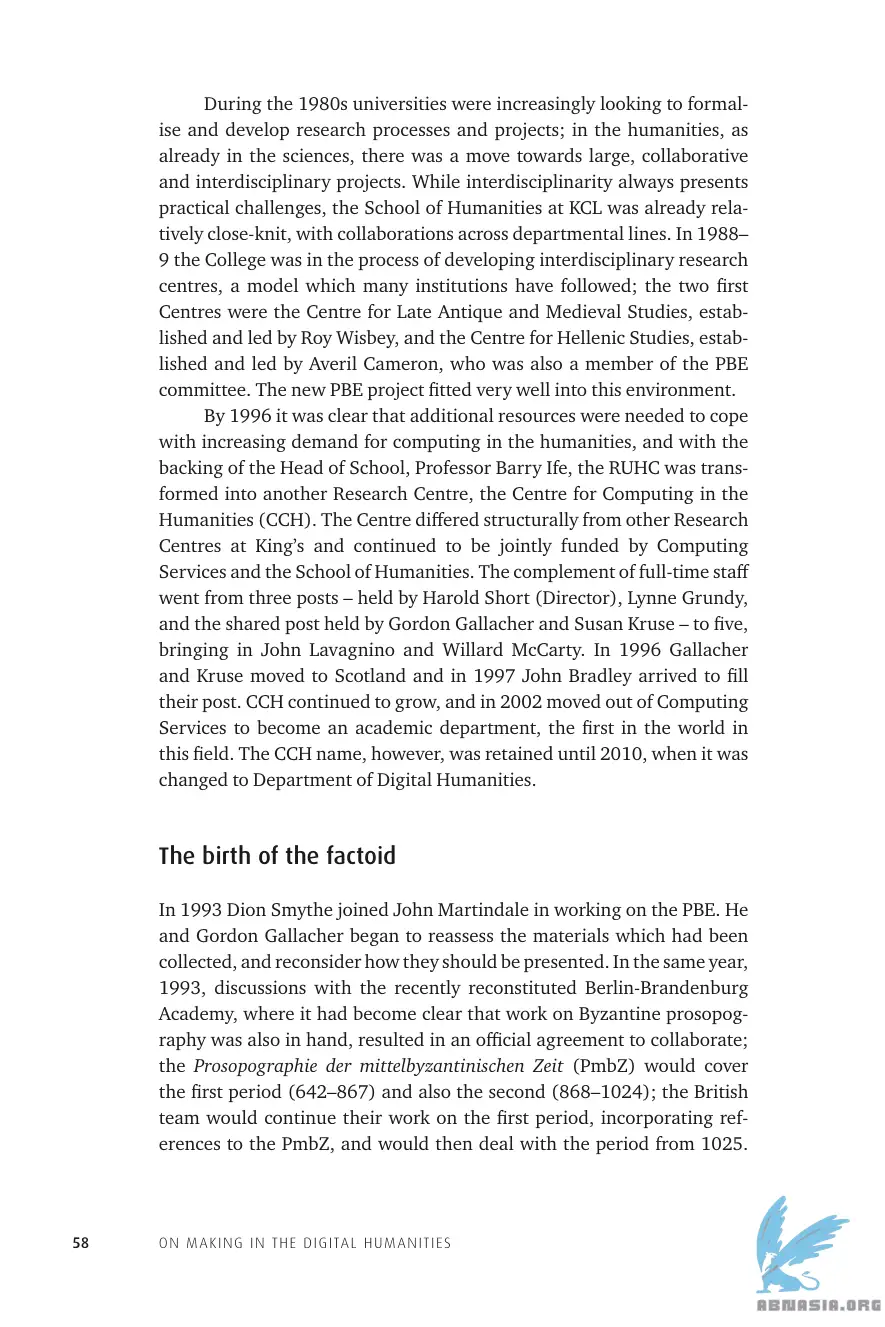 During the 1980s universities were increasingly looking to formal-
ise and develop research processes and projects; in the humanities, as
already in the sciences, there was a move towards large, collaborative
and interdisciplinary projects. While interdisciplinarity always presents
practical challenges, the School of Humanities at KCL was already rela-
tively close-knit, with collaborations across departmental lines. In 1988–
9 the College was in the process of developing interdisciplinary research
centres, a model which many institutions have followed; the two first
Centres were the Centre for Late Antique and Medieval Studies, estab-
lished and led by Roy Wisbey, and the Centre for Hellenic Studies, estab-
lished and led by Averil Cameron, who was also a member of the PBE
committee. The new PBE project fitted very well into this environment.
By 1996 it was clear that additional resources were needed to cope
with increasing demand for computing in the humanities, and with the
backing of the Head of School, Professor Barry Ife, the RUHC was trans-
formed into another Research Centre, the Centre for Computing in the
Humanities (CCH). The Centre differed structurally from other Research
Centres at King’s and continued to be jointly funded by Computing
Services and the School of Humanities. The complement of full-time staff
went from three posts – held by Harold Short (Director), Lynne Grundy,
and the shared post held by Gordon Gallacher and Susan Kruse – to five,
bringing in John Lavagnino and Willard McCarty. In 1996 Gallacher
and Kruse moved to Scotland and in 1997 John Bradley arrived to fill
their post. CCH continued to grow, and in 2002 moved out of Computing
Services to become an academic department, the first in the world in
this field. The CCH name, however, was retained until 2010, when it was
changed to Department of Digital Humanities.
The birth of the factoid
In 1993 Dion Smythe joined John Martindale in working on the PBE. He
and Gordon Gallacher began to reassess the materials which had been
collected, and reconsider how they should be presented. In the same year,
1993, discussions with the recently reconstituted Berlin-Brandenburg
Academy, where it had become clear that work on Byzantine prosopog-
raphy was also in hand, resulted in an official agreement to collaborate;
the Prosopographie der mittelbyzantinischen Zeit (PmbZ) would cover
the first period (642–867) and also the second (868–1024); the British
team would continue their work on the first period, incorporating ref-
erences to the PmbZ, and would then deal with the period from 1025.
58 ON MAKING IN THE DIGITAL HUMANITIES
ABNASIA.ORG